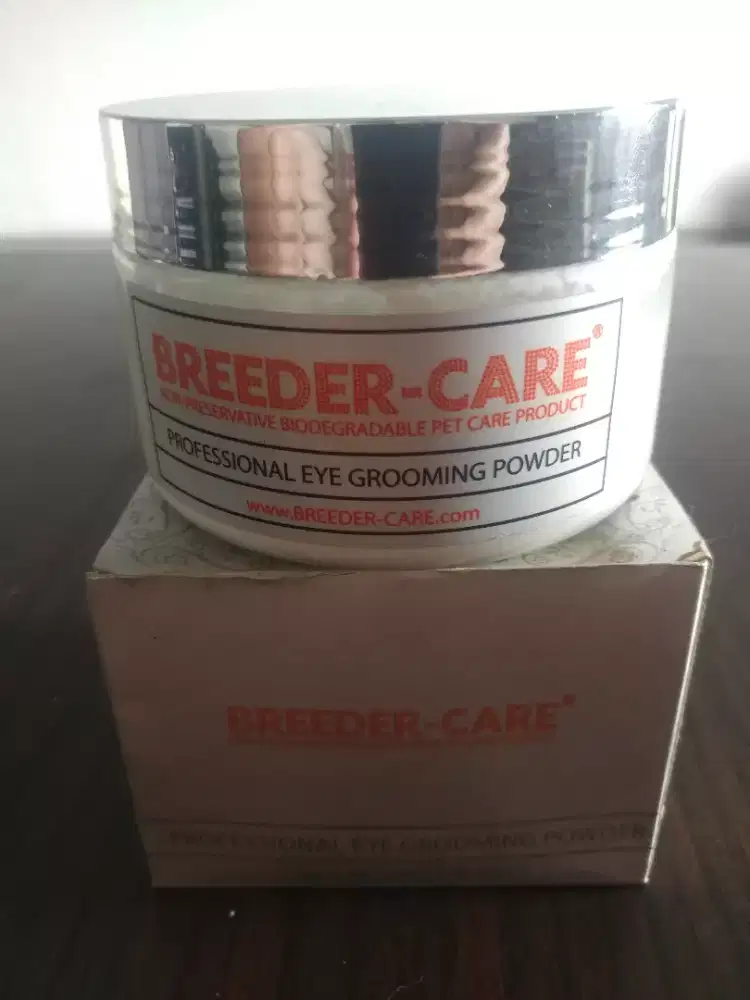 BREEDER-CARE®
NON-PRESERVATIVE BIODEGRADABLE PET CARE PRODUCT
PROFESSIONAL EYE GROOMING POWDER
www.BREEDER-CARE.com
BREEDER-CARE®
PROFESSIONAL EYE GROOMING POWDER